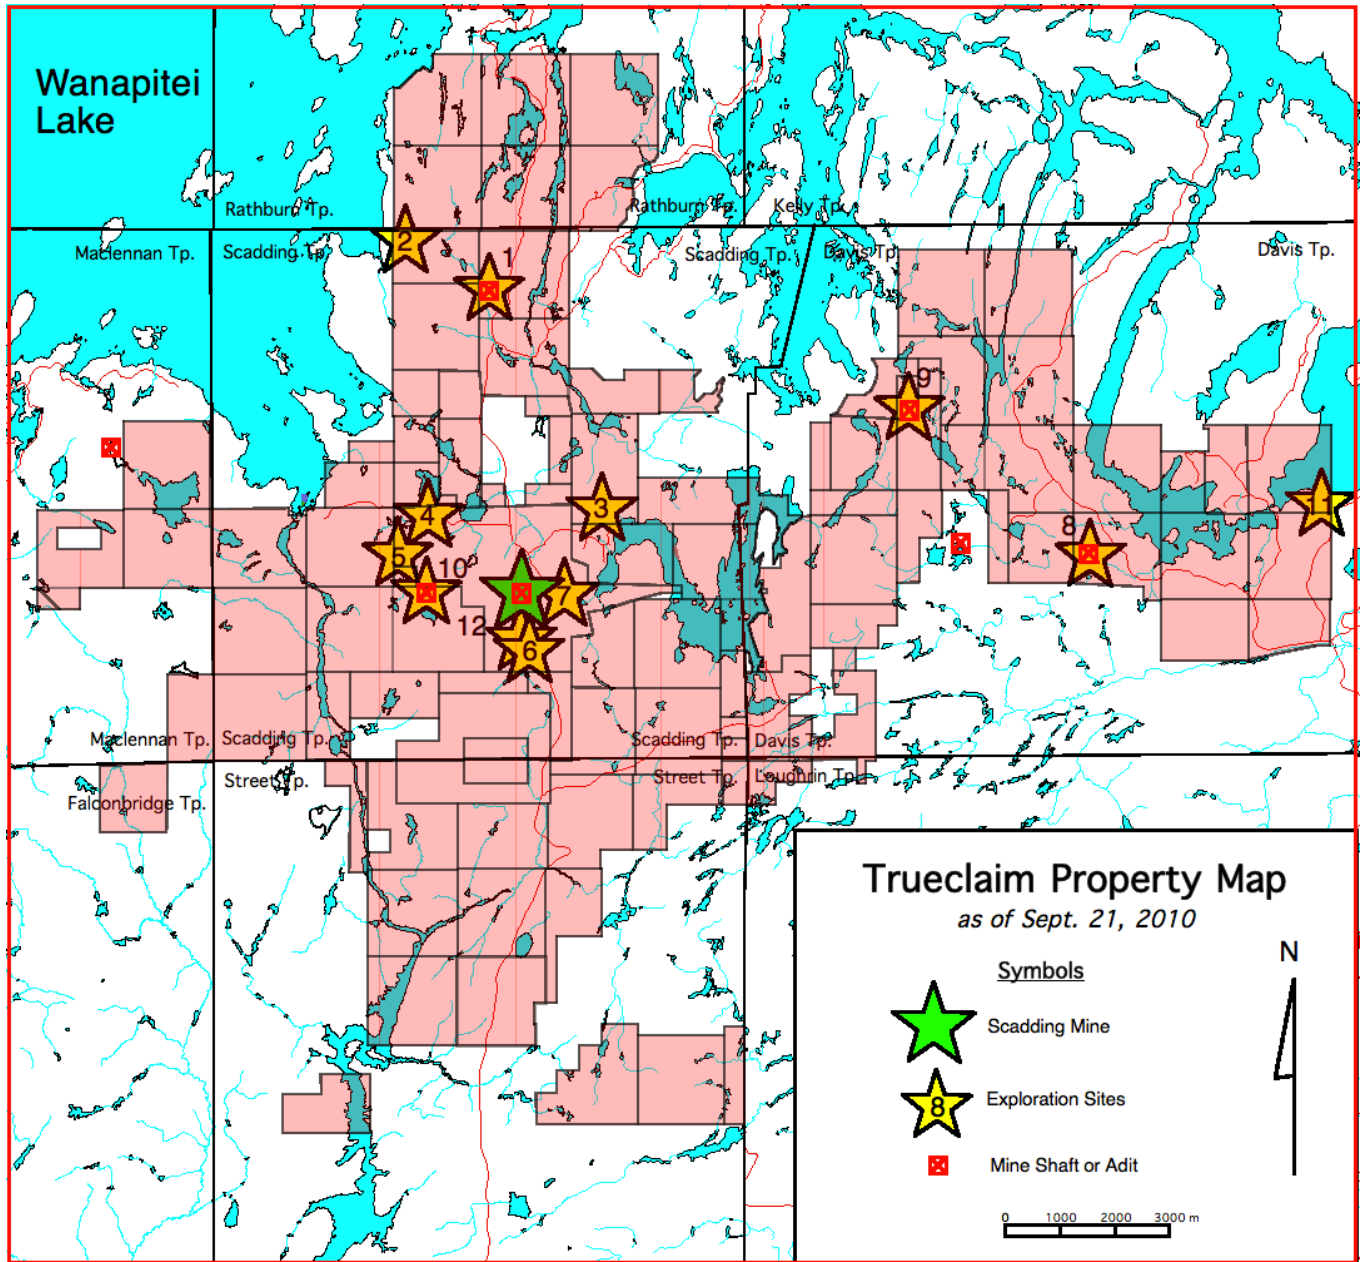 Wanapitei
Lake
Rathburn Tp.
Rathburn Tp.
Kelly Tp.
Maclennan Tp.
Scadding Tp.
Scadding Tp.
Davis Tp.
Davis Tp.
2
1
9
3
4
11
8
5
10
7
12
6
Maclennan Tp.
Scadding Tp.
Scadding Tp.
Davis Tp.
Falconbridge Tp.
Street Tp.
Street Tp.
Loughrin Tp.
Trueclaim Property Map
as of Sept. 21, 2010
Symbols
N
Scadding Mine
8
Exploration Sites
Mine Shaft or Adit
0 1000 2000 3000 m